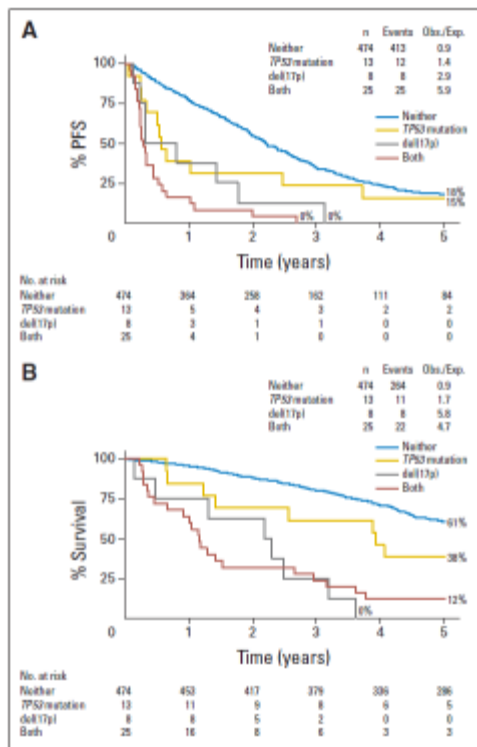 A
n Events Obs./Exp.
Neither 474 413 0.9
TP53 mutation 13 12 1.4
del(17p) 8 8 2.9
Both 25 25 5.9
Neither
TP53 mutation
del(17p)
Both
% PFS
100
75
50
25
18%
15%
0% 0%
0 1 2 3 4 5
Time (years)
No. at risk
Neither 474 364 258 162 111 84
TP53 mutation 13 5 4 3 2 2
del(17p) 8 3 1 1 0 0
Both 25 4 1 0 0 0
B
n Events Obs./Exp.
Neither 474 264 0.9
TP53 mutation 13 11 1.7
del(17p) 8 8 5.8
Both 25 22 4.7
Neither
TP53 mutation
del(17p)
Both
% Survival
100
75
50
25
61%
38%
12%
0%
0 1 2 3 4 5
Time (years)
No. at risk
Neither 474 453 417 379 336 286
TP53 mutation 13 11 9 8 6 5
del(17p) 8 8 5 2 0 0
Both 25 16 8 6 3 3